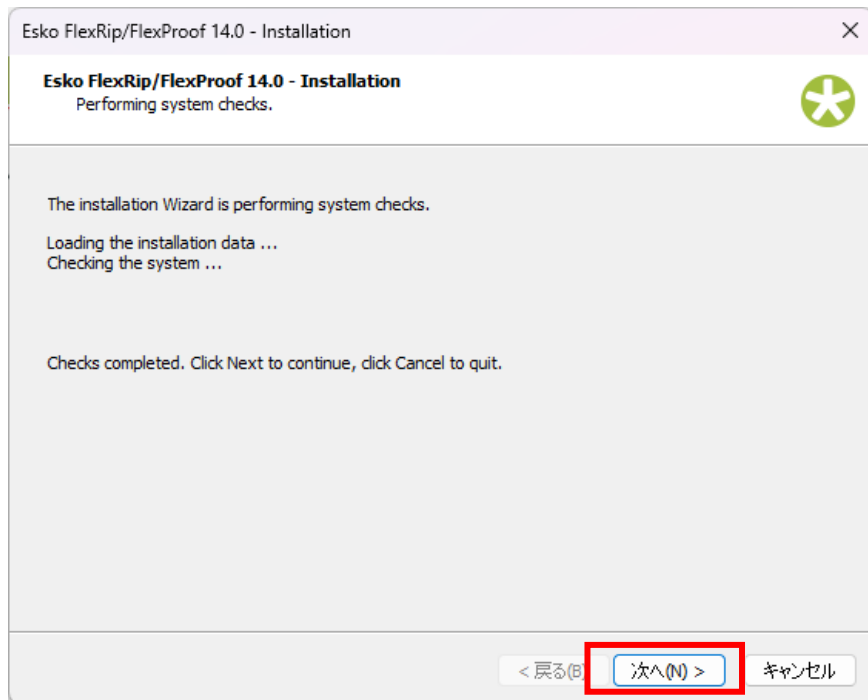 Esko FlexRip/FlexProof 14.0 - Installation
Esko FlexRip/FlexProof 14.0 - Installation
Performing system checks.
The installation Wizard is performing system checks.
Loading the installation data ...
Checking the system ...
Checks completed. Click Next to continue, click Cancel to quit.
< 戻る(B) 次へ(N) > キャンセル